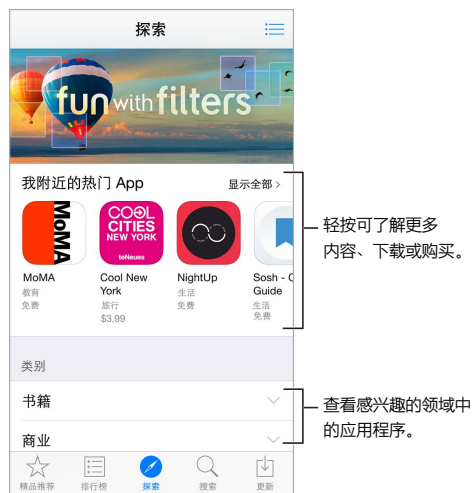 探索
fun with filters
我附近的热门 App
显示全部 >
MoMA
COOL
CITIES
NEW YORK
teNeues
MoMA
教育
免费
Cool New
York
旅行
$3.99
NightUp
生活
免费
Sosh - C
Guide
生活
免费
轻按可了解更多
内容、下载或购买。
类别
书籍
商业
查看感兴趣的领域中
的应用程序。
精品推荐
排行榜
探索
搜索
更新